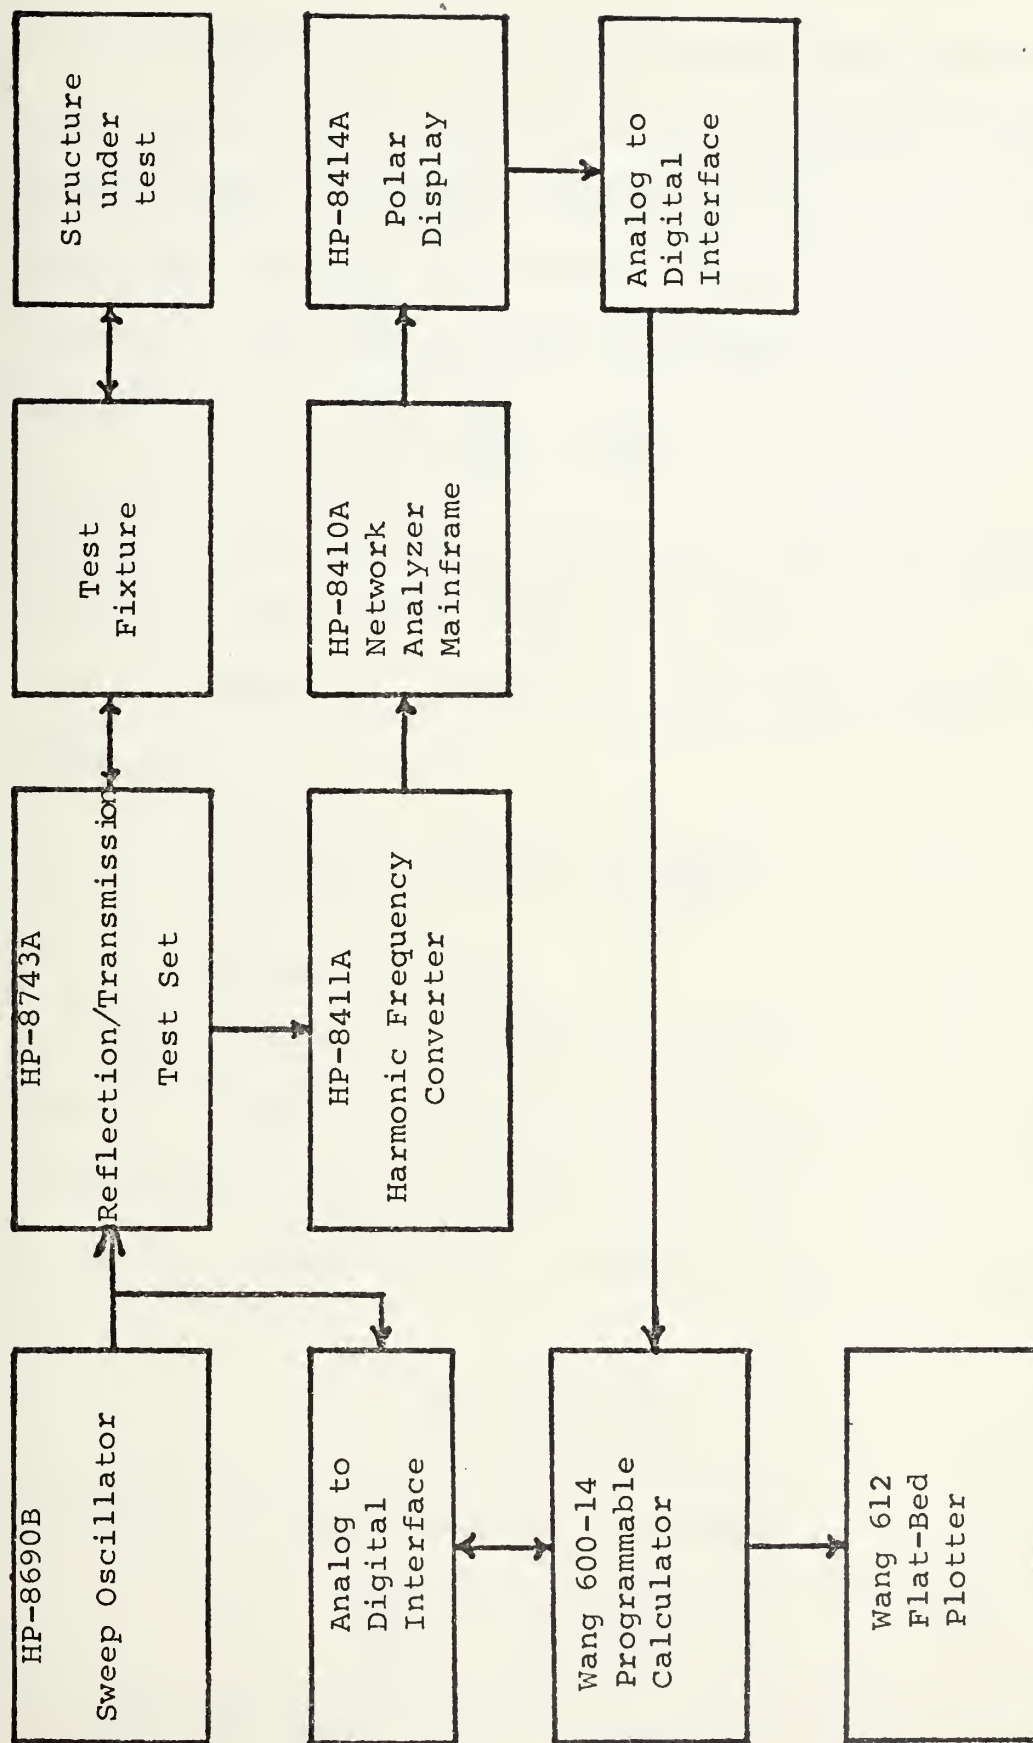 HP-8690B
Sweep Oscillator
HP-8743A
Reflection/Transmission
Test Set
Test
Fixture
Structure
under
test
Analog to
Digital
Interface
HP-8411A
Harmonic Frequency
Converter
HP-8410A
Network
Analyzer
Mainframe
HP-8414A
Polar
Display
Wang 600-14
Programmable
Calculator
Analog to
Digital
Interface
Wang 612
Flat-Bed
Plotter